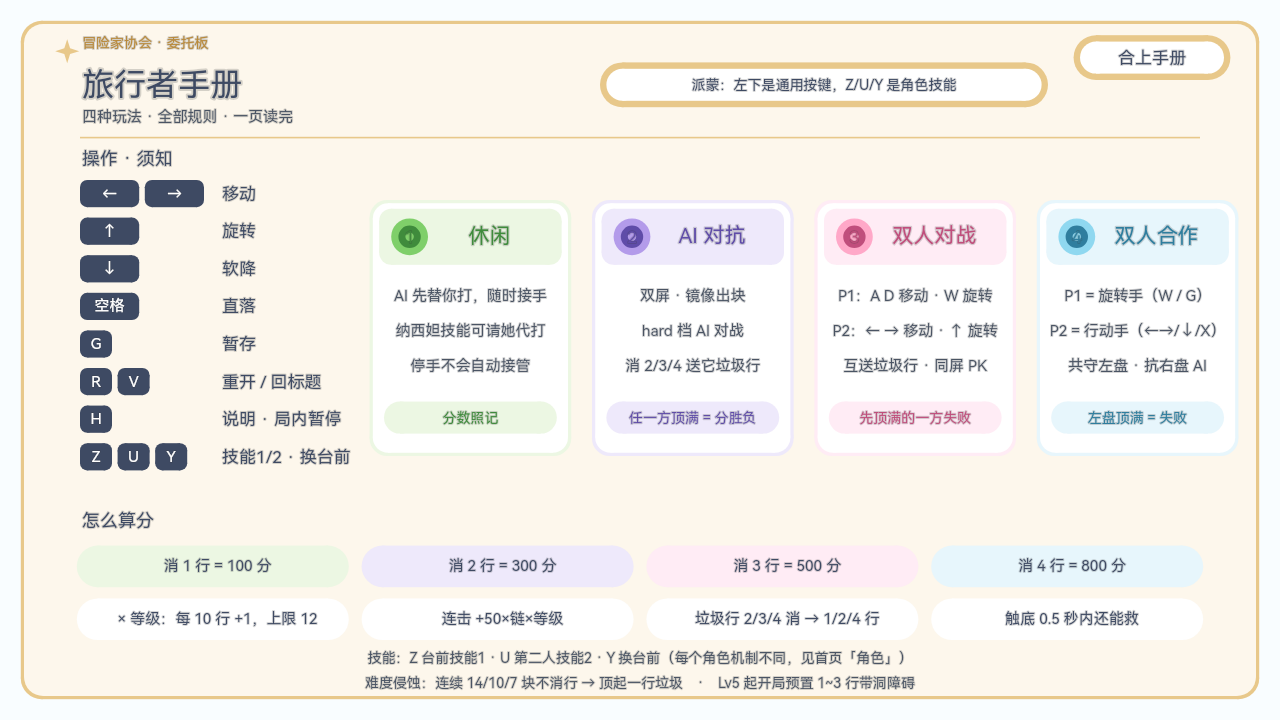 冒险家协会 · 委托板
旅行者手册
四种玩法 · 全部规则 · 一页读完
派蒙：左下是通用按键，Z/U/Y 是角色技能
合上手册
操作 · 须知
← → 移动
↑ 旋转
↓ 软降
空格 直落
G 暂存
R V 重开 / 回标题
H 说明 · 局内暂停
Z U Y 技能1/2 · 换台前
休闲
AI 先替你打，随时接手
纳西妲技能可请她代打
停手不会自动接管
分数照记
AI 对抗
双屏 · 镜像出块
hard 档 AI 对战
消 2/3/4 送它垃圾行
任一方顶满 = 分胜负
双人对战
P1：A D 移动 · W 旋转
P2：← → 移动 · ↑ 旋转
互送垃圾行 · 同屏 PK
先顶满的一方失败
双人合作
P1 = 旋转手（W / G）
P2 = 行动手（←→/↓/X）
共守左盘 · 抗右盘 AI
左盘顶满 = 失败
怎么算分
消 1 行 = 100 分
消 2 行 = 300 分
消 3 行 = 500 分
消 4 行 = 800 分
× 等级：每 10 行 +1，上限 12
连击 +50×链×等级
垃圾行 2/3/4 消 → 1/2/4 行
触底 0.5 秒内还能救
技能：Z 台前技能1 · U 第二人技能2 · Y 换台前（每个角色机制不同，见首页「角色」）
难度侵蚀：连续 14/10/7 块不消行 → 顶起一行垃圾 · Lv5 起开局预置 1~3 行带洞障碍